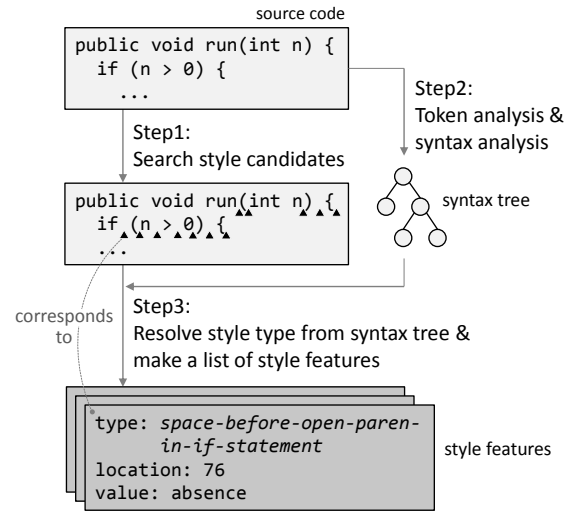 source code
public void run(int n) {
if (n > 0) {
...
Step1:
Search style candidates
Step2:
Token analysis &
syntax analysis
public void run(int n) {
if (n > 0) {
...
syntax tree
corresponds
to
Step3:
Resolve style type from syntax tree &
make a list of style features
type: space-before-open-paren-
in-if-statement
location: 76
value: absence
style features